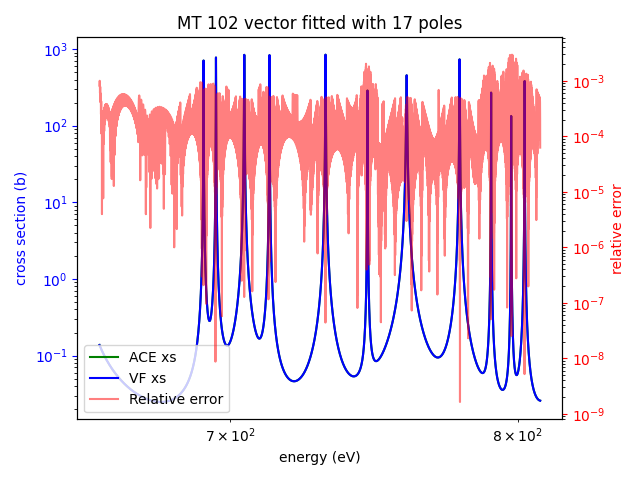 MT 102 vector fitted with 17 poles
cross section (b)
10³
10²
10¹
10⁰
10⁻¹
10⁻³
10⁻⁴
10⁻⁵
10⁻⁶
10⁻⁷
10⁻⁸
10⁻⁹
relative error
ACE xs
VF xs
Relative error
7 × 10²
8 × 10²
energy (eV)